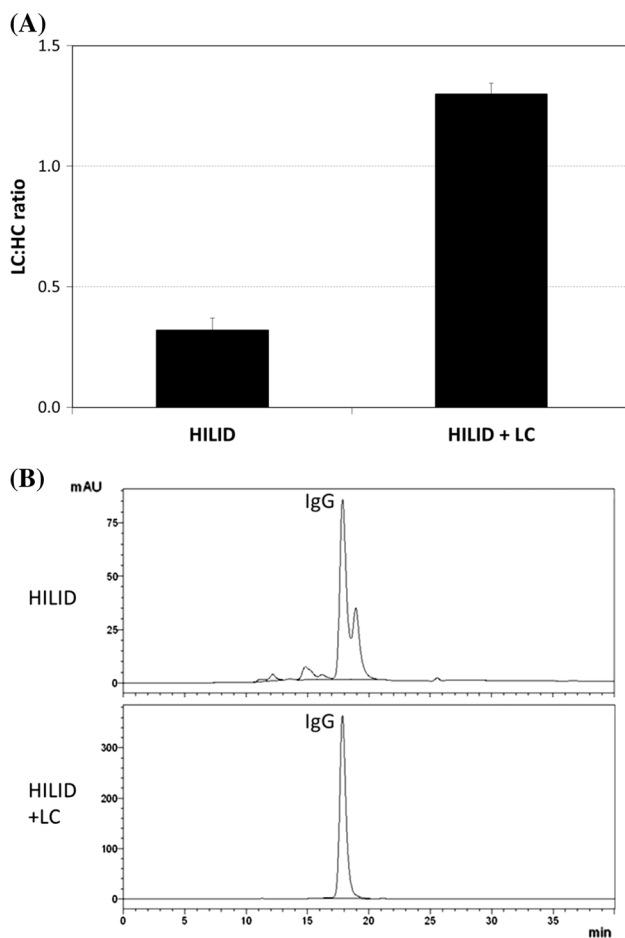 (A)
1.5
1.0
0.5
0.0
LC:HC ratio
HILID
HILID + LC
(B)
mAU
75
50
25
0
IgG
HILID
300
200
100
0
IgG
HILID
+LC
0 5 10 15 20 25 30 35
min